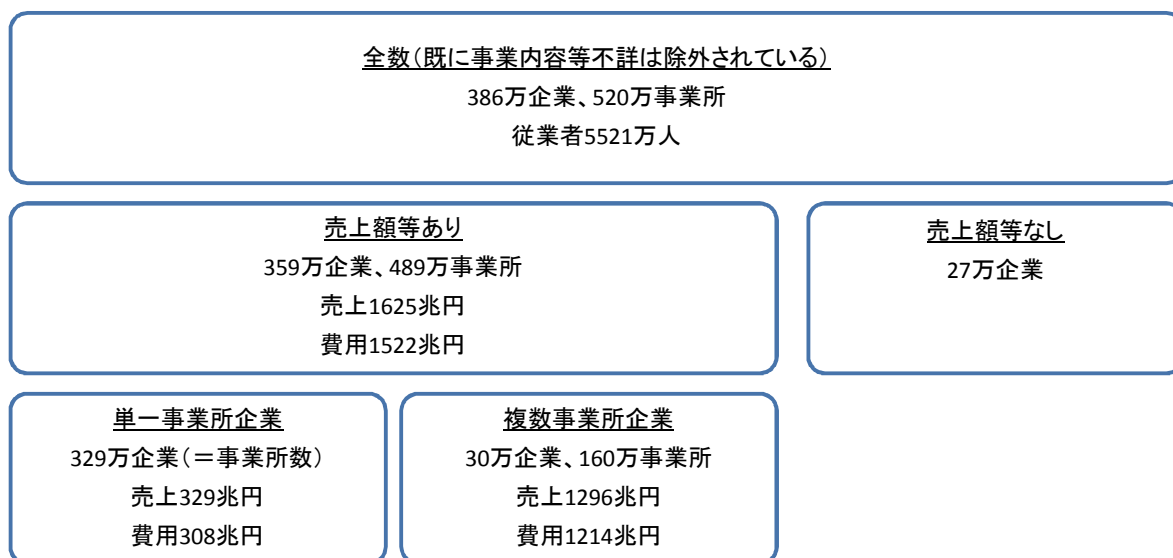 全数(既に事業内容等不詳は除外されている)
386万企業、520万事業所
従業者5521万人
売上額等あり
359万企業、489万事業所
売上1625兆円
費用1522兆円
売上額等なし
27万企業
単一事業所企業
329万企業(=事業所数)
売上329兆円
費用308兆円
複数事業所企業
30万企業、160万事業所
売上1296兆円
費用1214兆円